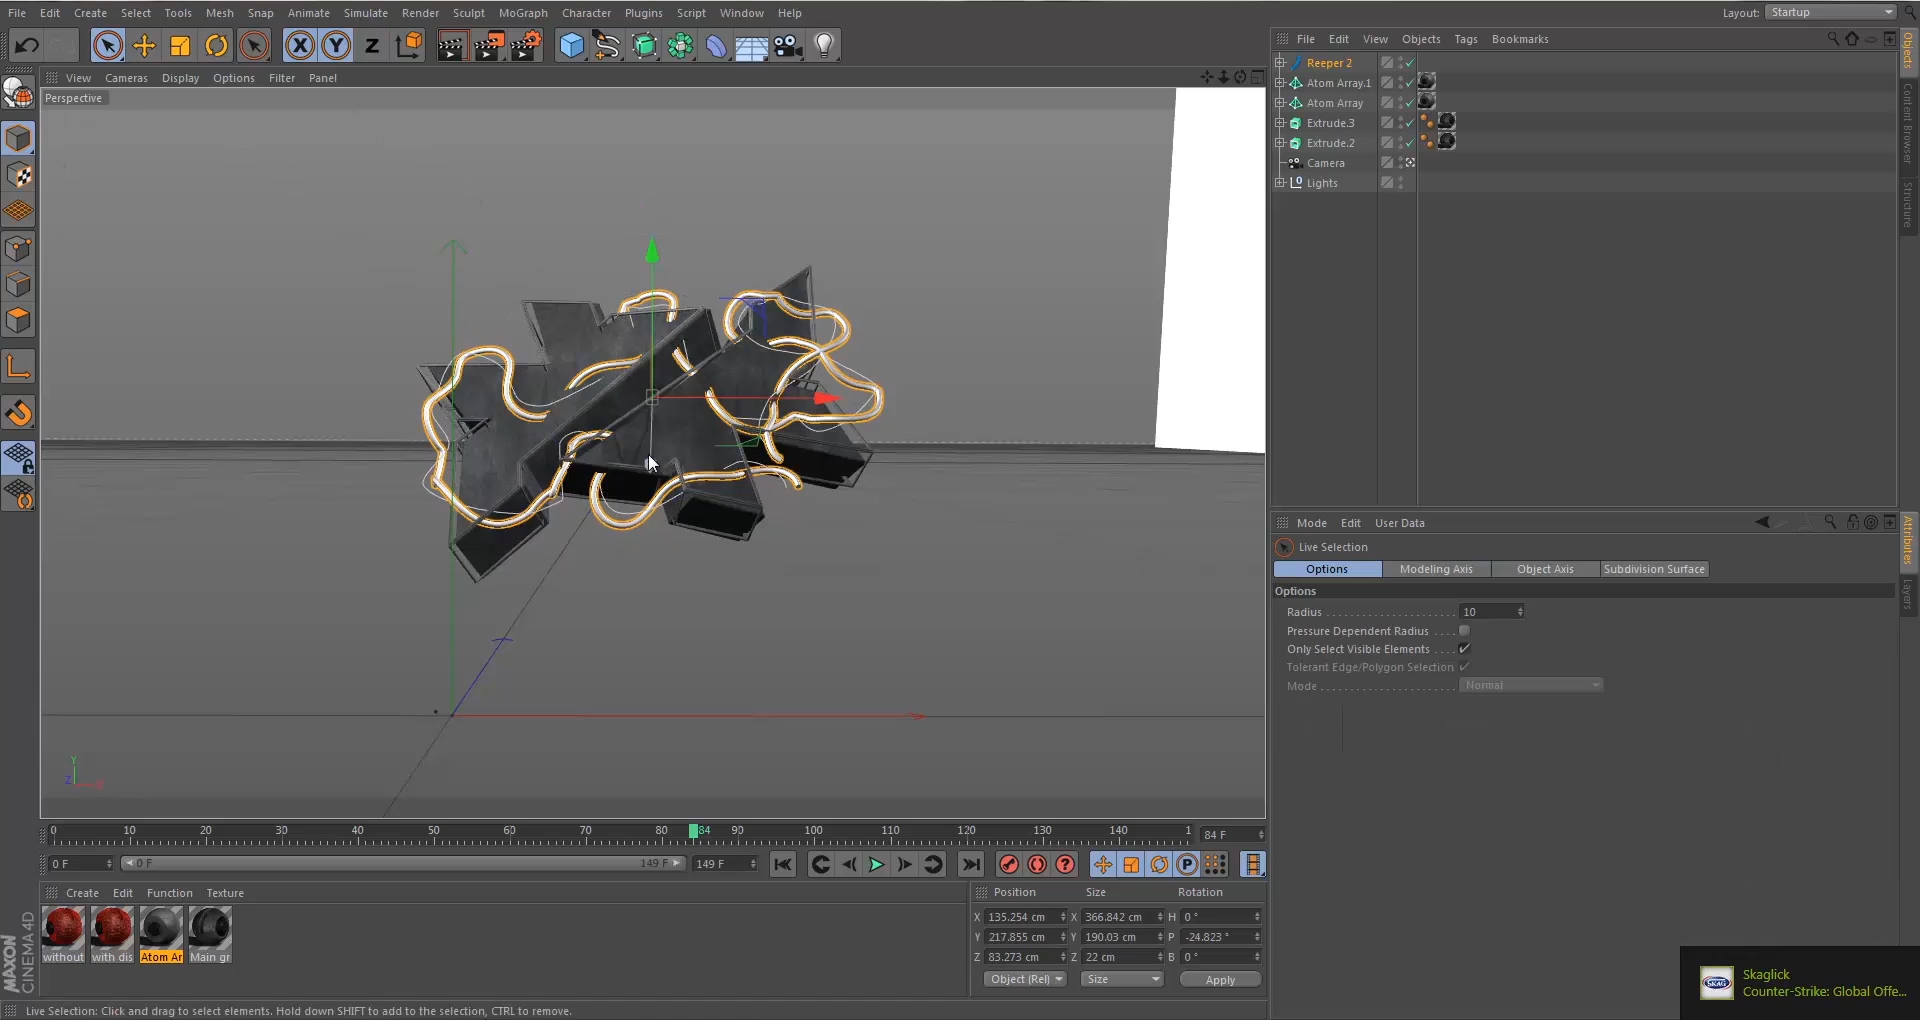 File Edit Create Select Tools Mesh Snap Animate Simulate Render Sculpt MoGraph Character Plugins Script Window Help
Layout: Startup
X Y Z
View Cameras Display Options Filter Panel
Perspective
Y
Z
0 10 20 30 40 50 60 70 80 84 90 100 110 120 130 140 1
84 F
0 F
0 F
149 F
149 F
P
Create Edit Function Texture
without
with dis
Atom Ar
Main gr
MAXON
CINEMA 4D
Position Size Rotation
X 135.254 cm X 366.842 cm H 0 °
Y 217.855 cm Y 190.03 cm P -24.823 °
Z 83.273 cm Z 22 cm B 0 °
Object (Rel) Size Apply
Live Selection: Click and drag to select elements. Hold down SHIFT to add to the selection, CTRL to remove.
File Edit View Objects Tags Bookmarks
Reeper 2
Atom Array.1
Atom Array
Extrude.3
Extrude.2
Camera
Lights
Objects
Content Browser
Structure
Mode Edit User Data
Live Selection
Options Modeling Axis Object Axis Subdivision Surface
Options
Radius 10
Pressure Dependent Radius
Only Select Visible Elements
Tolerant Edge/Polygon Selection
Mode Normal
Attributes
Layers
SKAG
Skaglick
Counter-Strike: Global Offe...